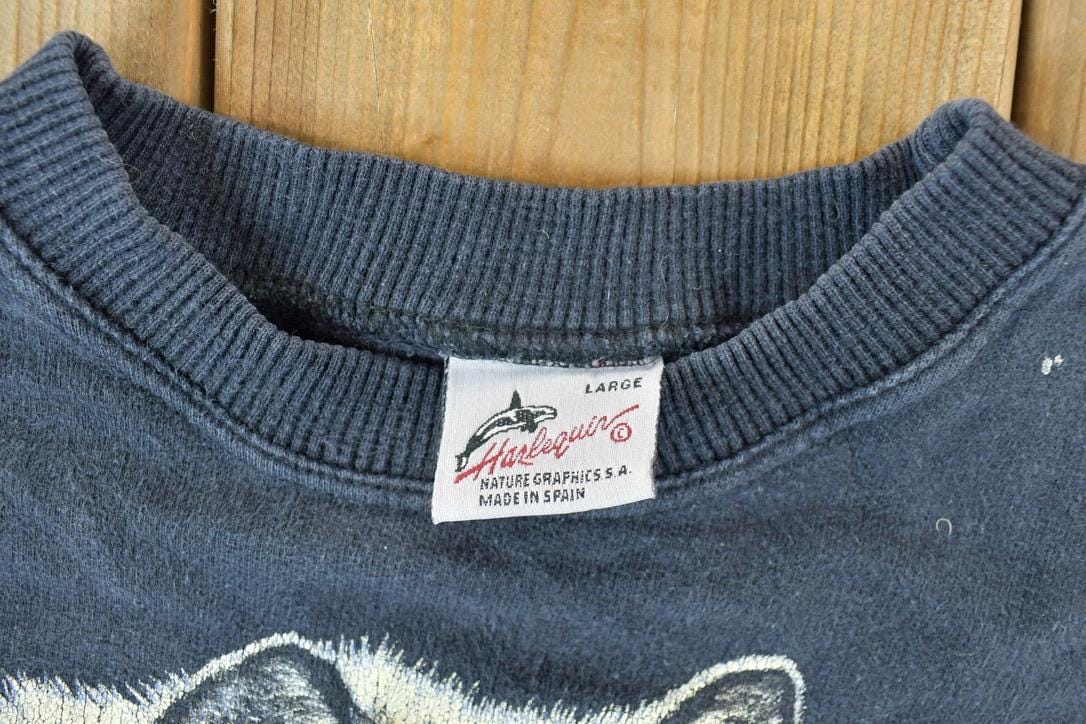 LARGE
Harlequin ©
NATURE GRAPHICS S.A.
MADE IN SPAIN